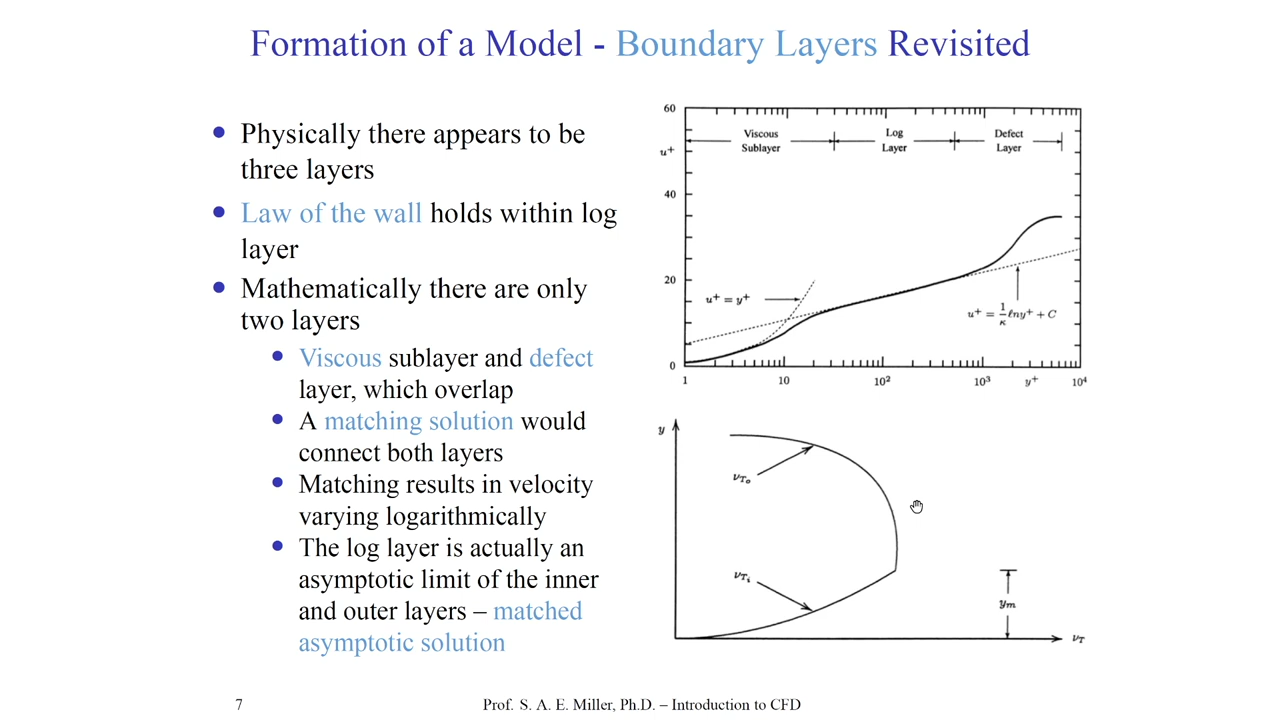 Formation of a Model - Boundary Layers Revisited
• Physically there appears to be
three layers
• Law of the wall holds within log
layer
• Mathematically there are only
two layers
• Viscous sublayer and defect
layer, which overlap
• A matching solution would
connect both layers
• Matching results in velocity
varying logarithmically
• The log layer is actually an
asymptotic limit of the inner
and outer layers – matched
asymptotic solution
60
u⁺
40
20
0
Viscous
Sublayer
Log
Layer
Defect
Layer
u⁺ = y⁺
u⁺ = 1/κ ℓny⁺ + C
1
10
10²
10³
y⁺
10⁴
y
ν_To
ν_Ti
ym
ν_T
7
Prof. S. A. E. Miller, Ph.D. – Introduction to CFD